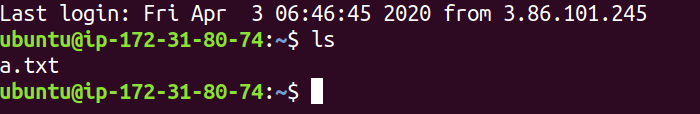 Last login: Fri Apr  3 06:46:45 2020 from 3.86.101.245
ubuntu@ip-172-31-80-74:~$ ls
a.txt
ubuntu@ip-172-31-80-74:~$